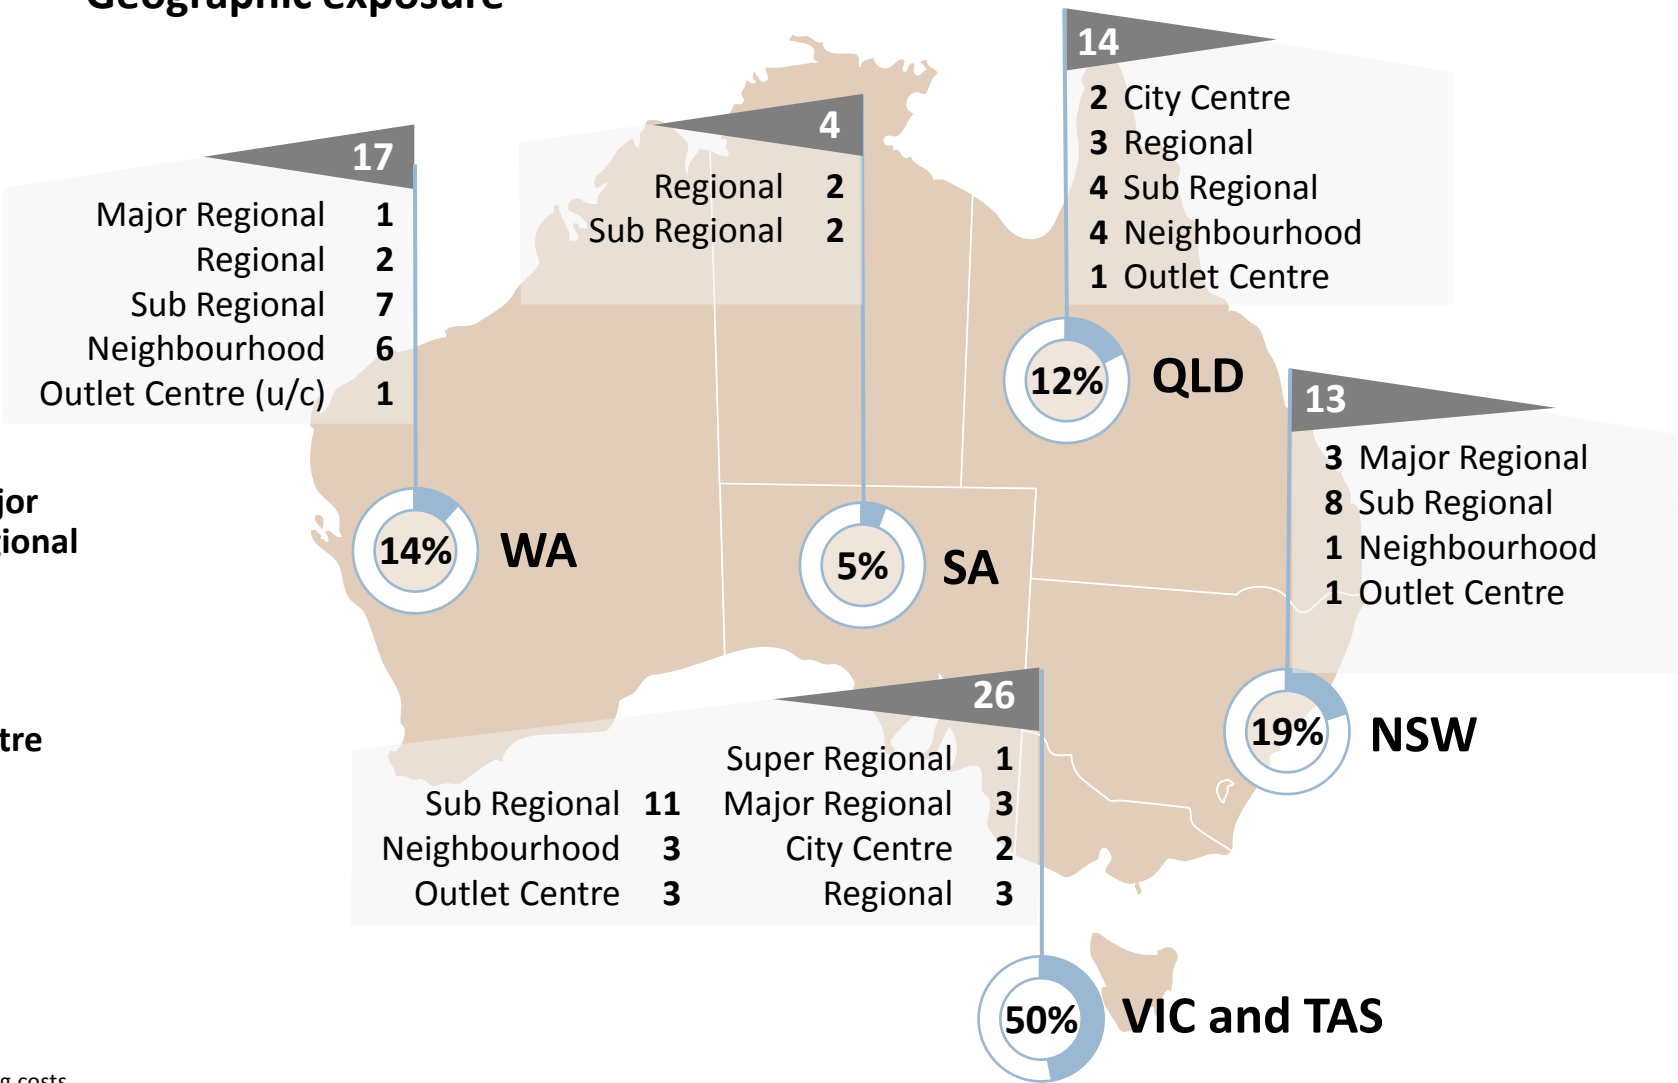 Geographic exposure
17
Major Regional 1
Regional 2
Sub Regional 7
Neighbourhood 6
Outlet Centre (u/c) 1
14% WA
4
Regional 2
Sub Regional 2
5% SA
14
2 City Centre
3 Regional
4 Sub Regional
4 Neighbourhood
1 Outlet Centre
12% QLD
13
3 Major Regional
8 Sub Regional
1 Neighbourhood
1 Outlet Centre
19% NSW
26
Super Regional 1
Sub Regional 11 Major Regional 3
Neighbourhood 3 City Centre 2
Outlet Centre 3 Regional 3
50% VIC and TAS
costs